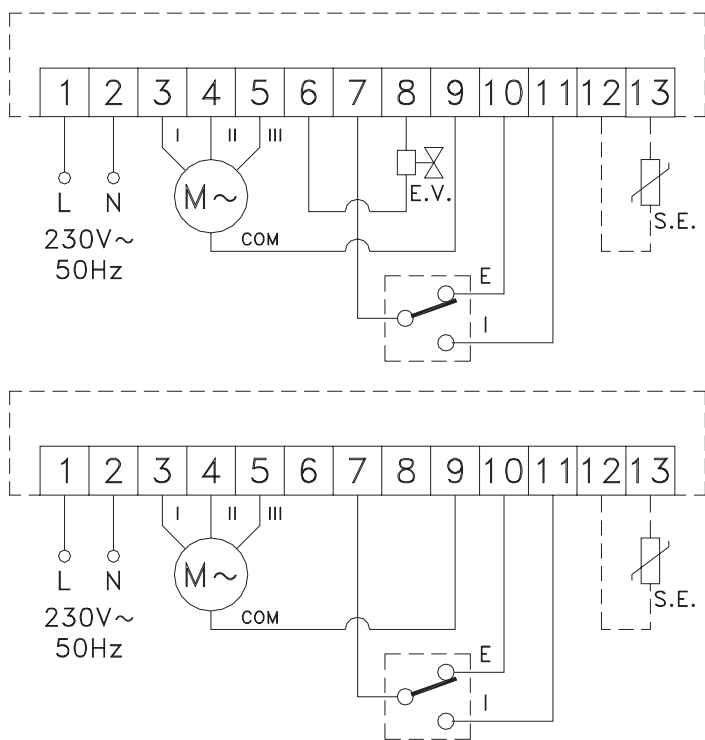 1 2 3 4 5 6 7 8 9 10 11 12 13
I II III
L N M~ E.V. S.E.
230V~
50Hz
COM
E
I
1 2 3 4 5 6 7 8 9 10 11 12 13
I II III
L N M~ S.E.
230V~
50Hz
COM
E
I